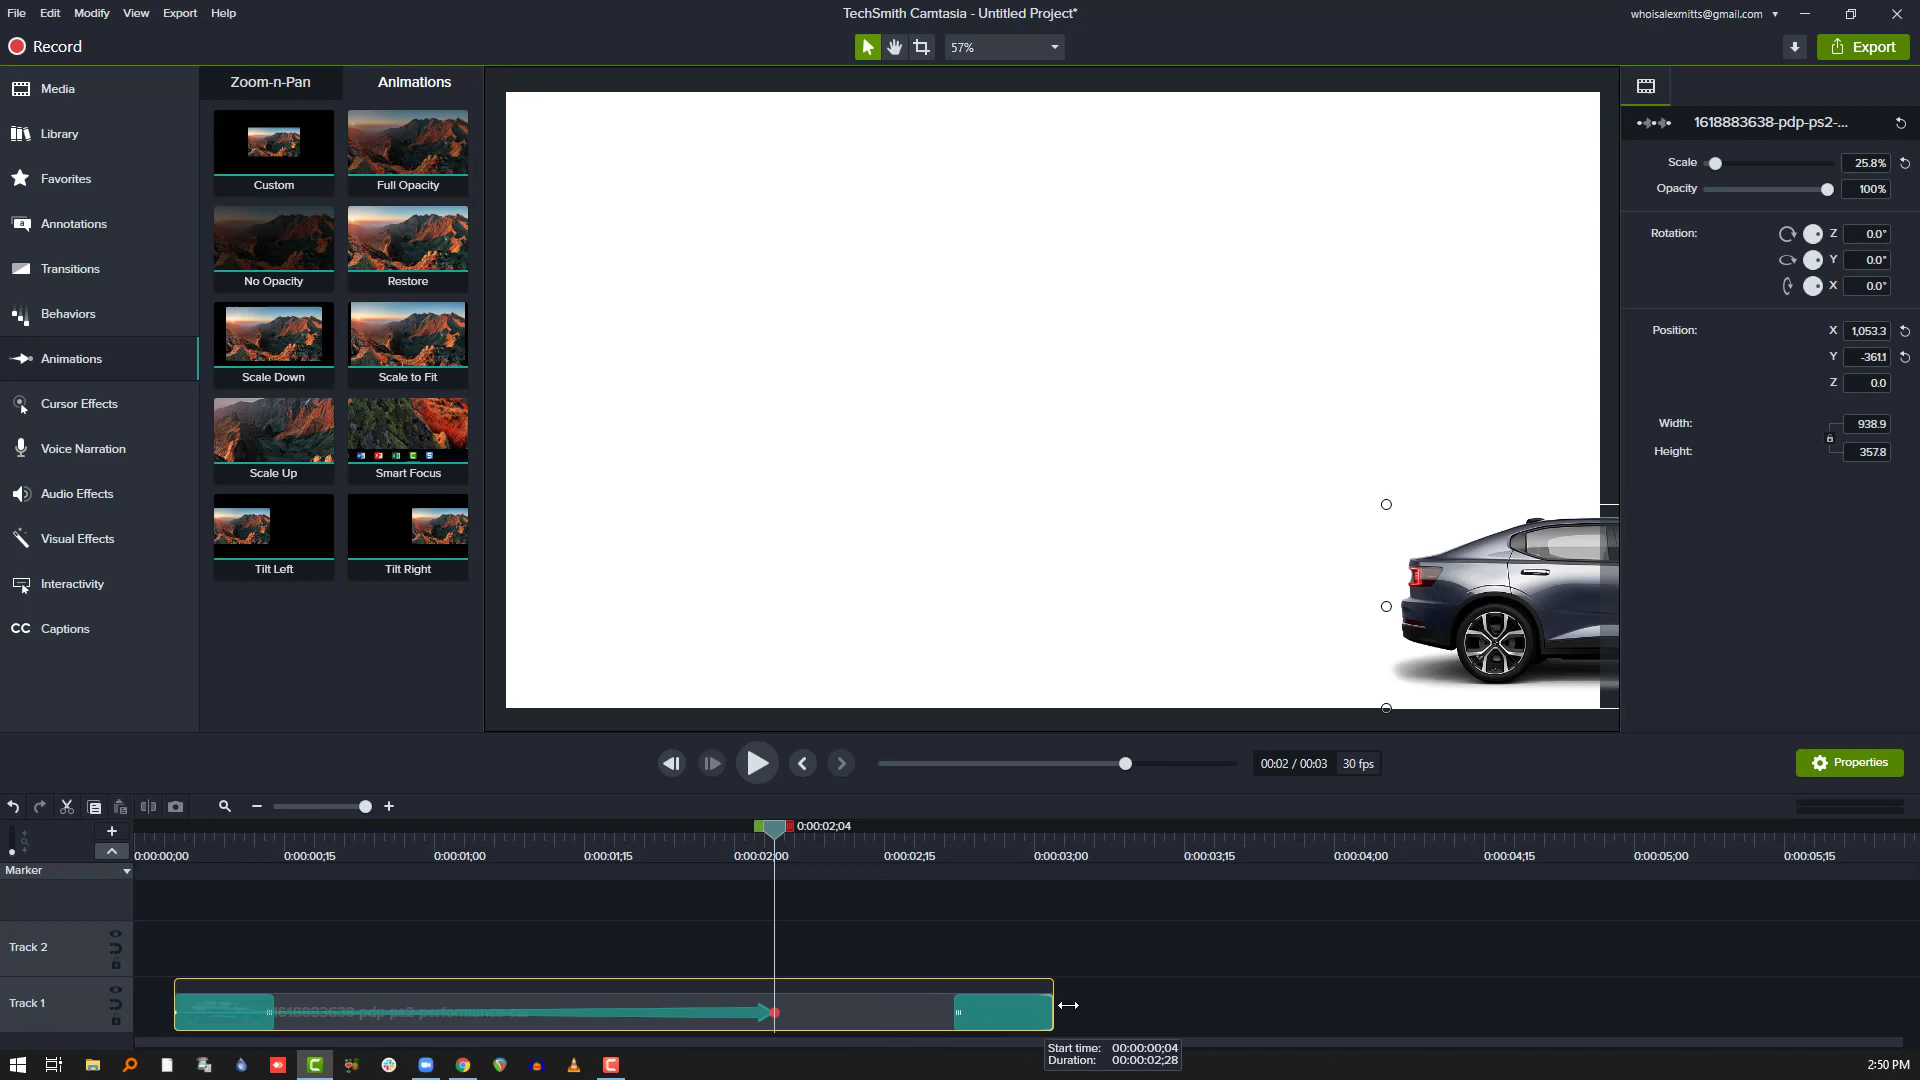 File Edit Modify View Export Help
TechSmith Camtasia - Untitled Project*
whoisalexmitts@gmail.com
Record
57%
Export
Media
Library
Favorites
Annotations
Transitions
Behaviors
Animations
Cursor Effects
Voice Narration
Audio Effects
Visual Effects
Interactivity
CC Captions
Zoom-n-Pan Animations
Custom Full Opacity
No Opacity Restore
Scale Down Scale to Fit
Scale Up Smart Focus
Tilt Left Tilt Right
1618883638-pdp-ps2-...
Scale 25.8%
Opacity 100%
Rotation: Z 0.0°
Y 0.0°
X 0.0°
Position: X 1,053.3
Y -361.1
Z 0.0
Width: 938.9
Height: 357.8
00:02 / 00:03 30 fps
Properties
0:00:02;04
0:00:00;00 0:00:00;15 0:00:01;00 0:00:01;15 0:00:02;00 0:00:02;15 0:00:03;00 0:00:03;15 0:00:04;00 0:00:04;15 0:00:05;00 0:00:05;15
Marker
Track 2
Track 1
1618883638-pdp-ps2-performance-car
Start time: 00:00:00;04
Duration: 00:00:02;28
2:50 PM